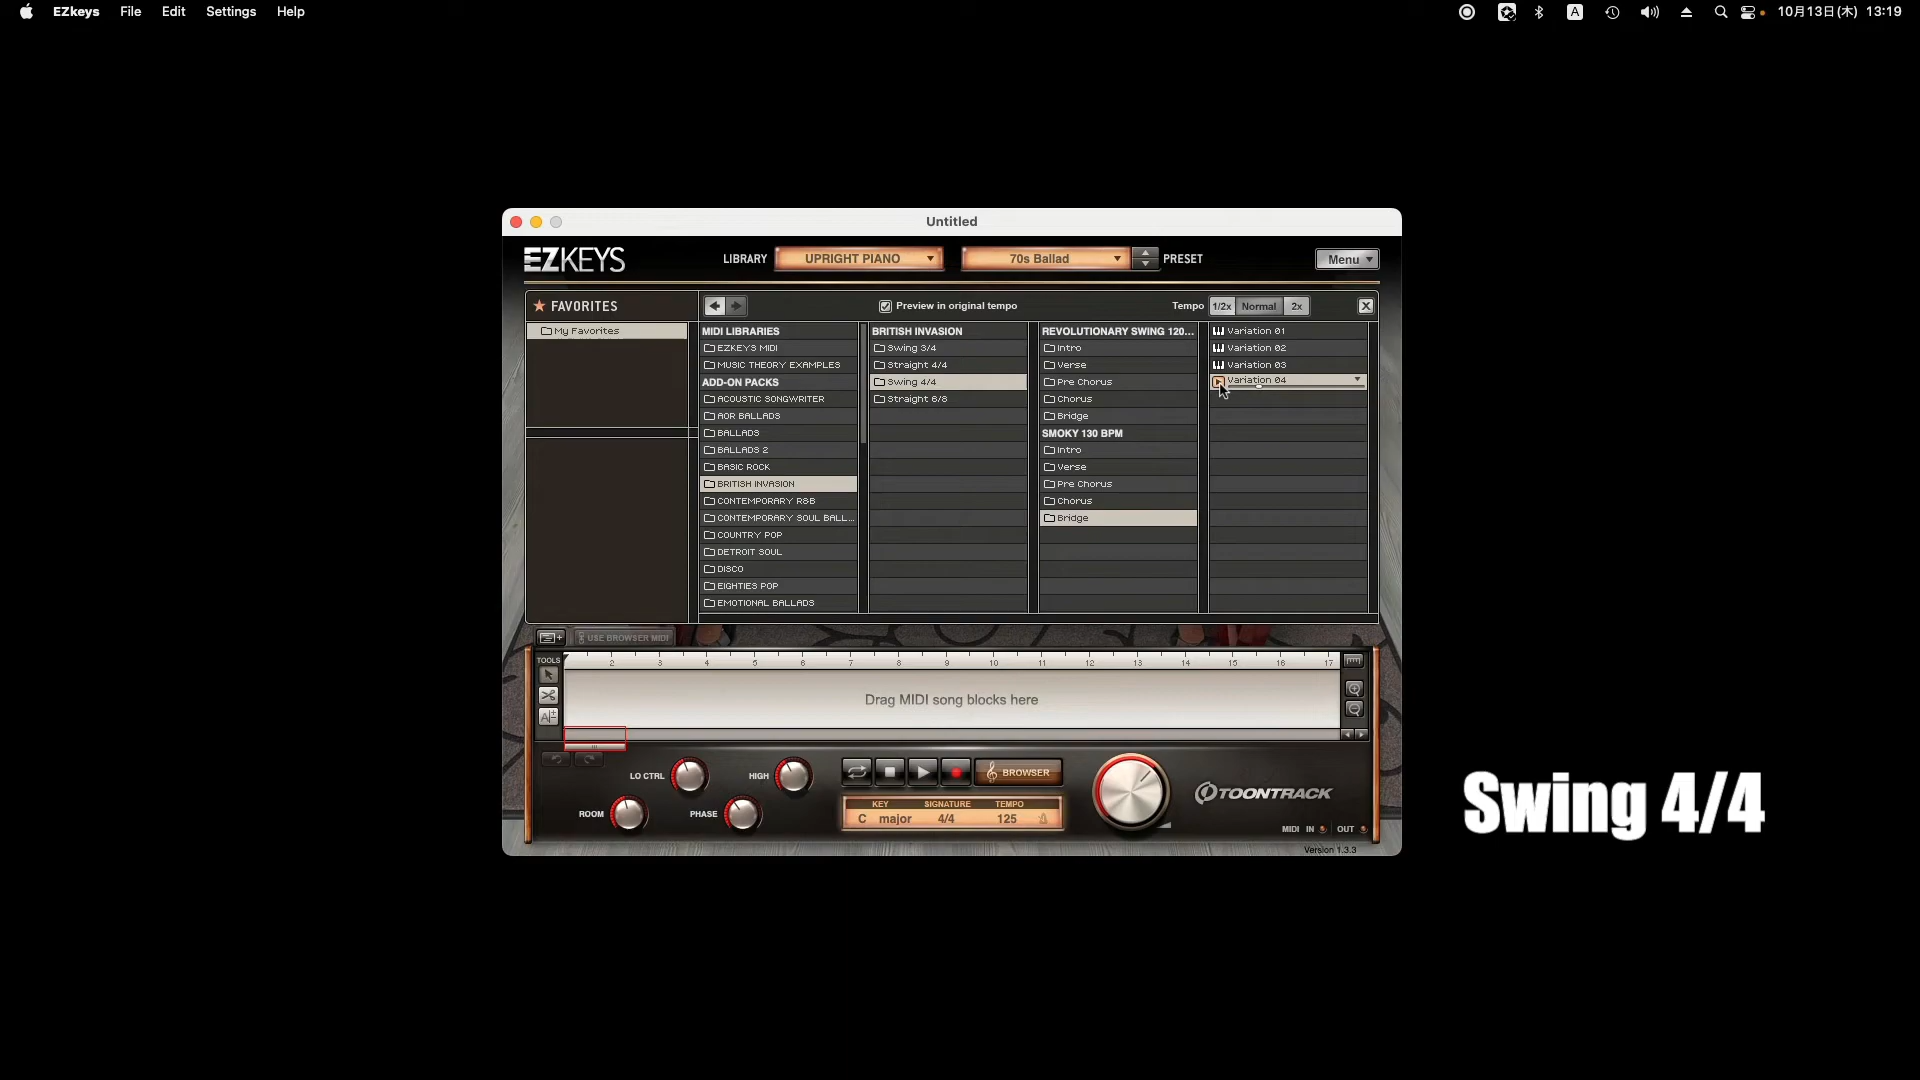 EZkeys File Edit Settings Help
A 10月13日(木) 13:19
Untitled
EZKEYS LIBRARY UPRIGHT PIANO 70s Ballad PRESET Menu
FAVORITES Preview in original tempo Tempo 1/2x Normal 2x X
My Favorites
MIDI LIBRARIES
EZKEYS MIDI
MUSIC THEORY EXAMPLES
ADD-ON PACKS
ACOUSTIC SONGWRITER
AOR BALLADS
BALLADS
BALLADS 2
BASIC ROCK
BRITISH INVASION
CONTEMPORARY R&B
CONTEMPORARY SOUL BALL...
COUNTRY POP
DETROIT SOUL
DISCO
EIGHTIES POP
EMOTIONAL BALLADS
BRITISH INVASION
Swing 3/4
Straight 4/4
Swing 4/4
Straight 6/8
REVOLUTIONARY SWING 120...
Intro
Verse
Pre Chorus
Chorus
Bridge
SMOKY 130 BPM
Intro
Verse
Pre Chorus
Chorus
Bridge
Variation 01
Variation 02
Variation 03
Variation 04
USE BROWSER MIDI
TOOLS
2 3 4 5 6 7 8 9 10 11 12 13 14 15 16 17
Drag MIDI song blocks here
LO CTRL HIGH BROWSER
ROOM PHASE
KEY SIGNATURE TEMPO
C major 4/4 125
TOONTRACK
MIDI IN OUT
Version 1.3.3
Swing 4/4